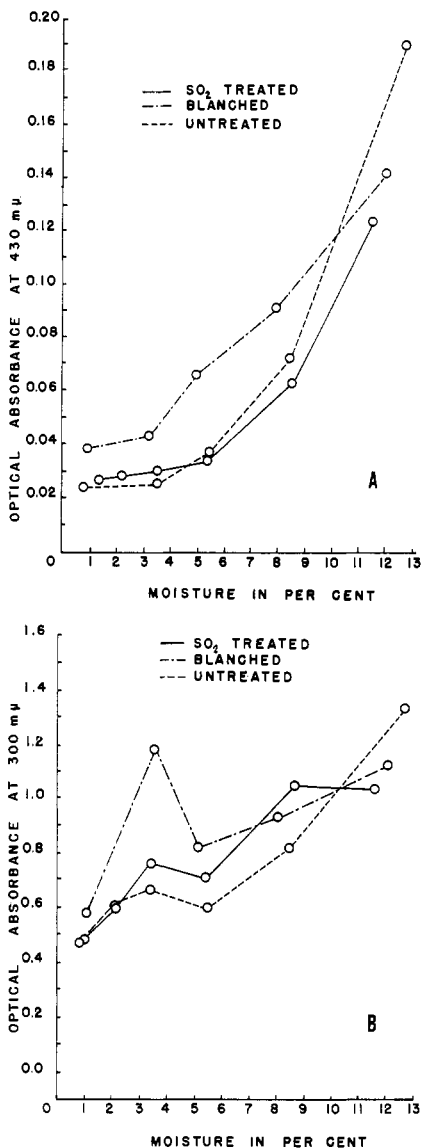 0.20
0.18
0.16
0.14
0.12
0.10
0.08
0.06
0.04
0.02
0
OPTICAL ABSORBANCE AT 430 mμ
SO₂ TREATED
BLANCHED
UNTREATED
A
1 2 3 4 5 6 7 8 9 10 11 12 13
MOISTURE IN PER CENT
1.6
1.4
1.2
1.0
0.8
0.6
0.4
0.2
0.0
0
OPTICAL ABSORBANCE AT 300 mμ
SO₂ TREATED
BLANCHED
UNTREATED
B
1 2 3 4 5 6 7 8 9 10 11 12 13
MOISTURE IN PER CENT